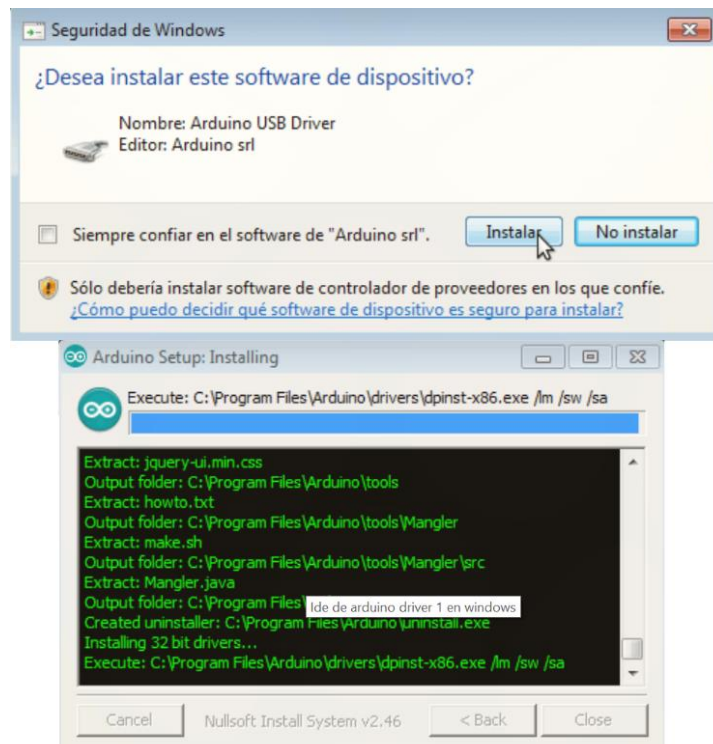 Seguridad de Windows
¿Desea instalar este software de dispositivo?
Nombre: Arduino USB Driver
Editor: Arduino srl
Siempre confiar en el software de "Arduino srl".
Instalar
No instalar
Sólo debería instalar software de controlador de proveedores en los que confíe.
¿Cómo puedo decidir qué software de dispositivo es seguro para instalar?
Arduino Setup: Installing
Execute: C:\Program Files\Arduino\drivers\dpinst-x86.exe /lm /sw /sa
Extract: jquery-ui.min.css
Output folder: C:\Program Files\Arduino\tools
Extract: howto.txt
Output folder: C:\Program Files\Arduino\tools\Mangler
Extract: make.sh
Output folder: C:\Program Files\Arduino\tools\Mangler\src
Extract: Mangler.java
Output folder: C:\Program Files\
Ide de arduino driver 1 en windows
Created uninstaller: C:\Program Files\Arduino\uninstall.exe
Installing 32 bit drivers...
Execute: C:\Program Files\Arduino\drivers\dpinst-x86.exe /lm /sw /sa
Cancel
Nullsoft Install System v2.46
< Back
Close